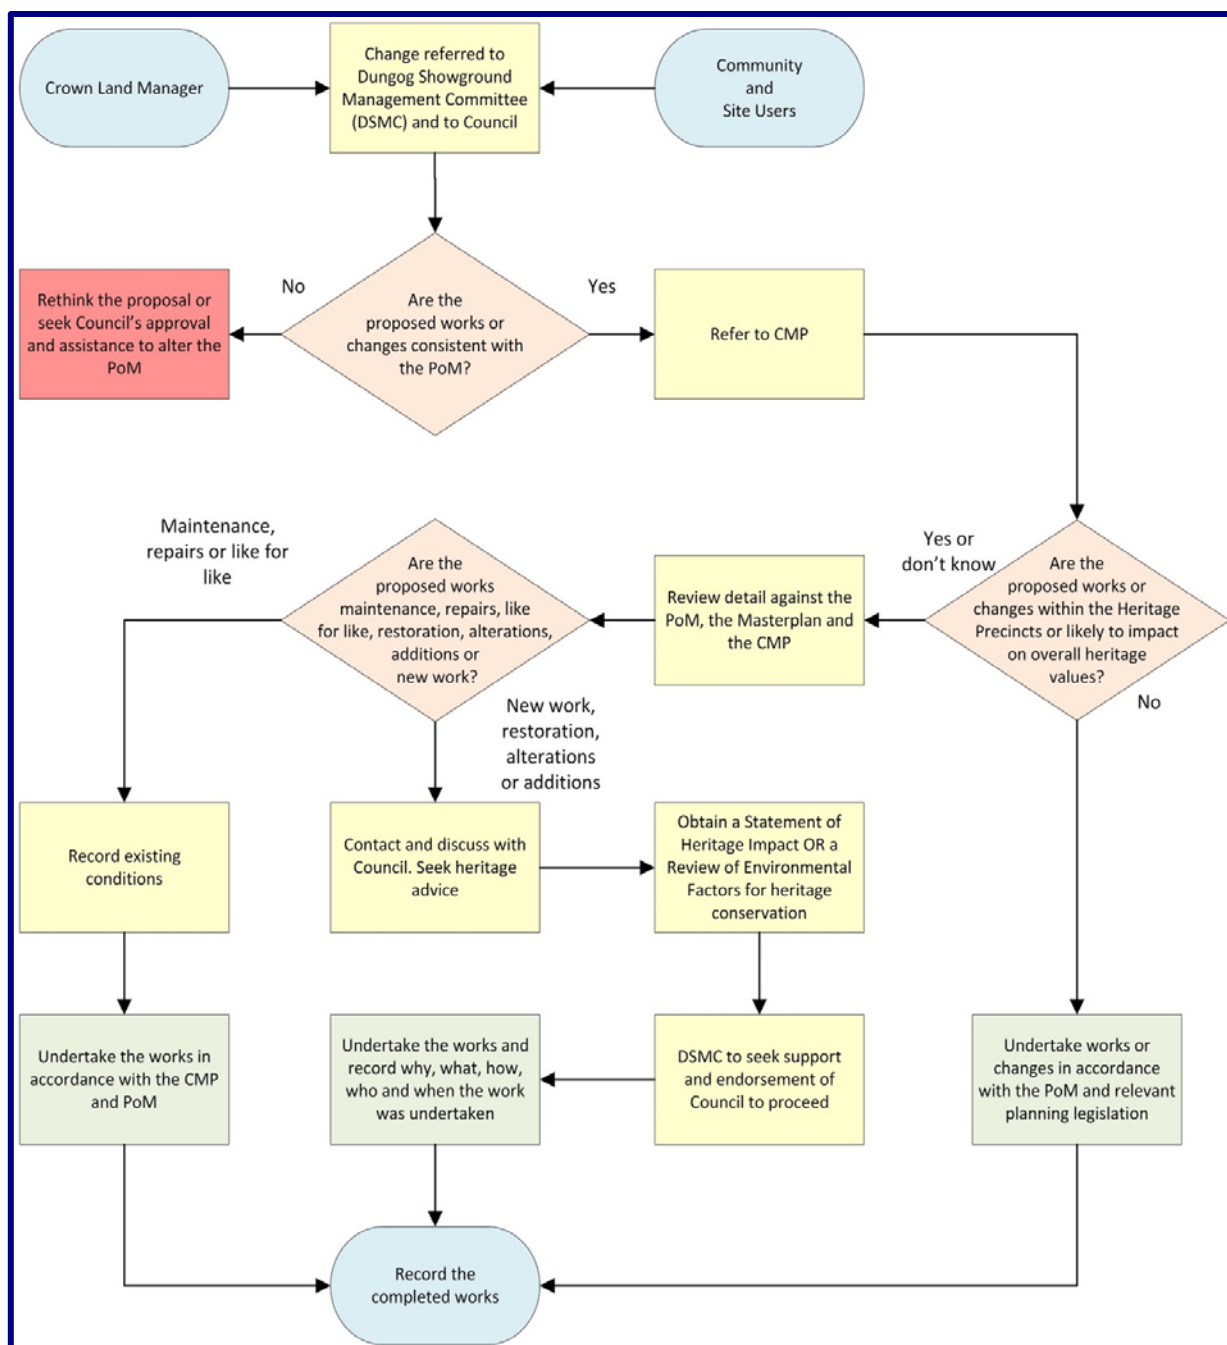 Crown Land Manager
Change referred to
Dungog Showground
Management Committee
(DSMC) and to Council
Community
and
Site Users
No
Yes
Rethink the proposal or
seek Council's approval
and assistance to alter the
PoM
Are the
proposed works or
changes consistent with
the PoM?
Refer to CMP
Maintenance,
repairs or like for
like
Are the
proposed works
maintenance, repairs, like
for like, restoration, alterations,
additions or
new work?
Review detail against the
PoM, the Masterplan and
the CMP
Yes or
don't know
Are the
proposed works or
changes within the Heritage
Precincts or likely to impact
on overall heritage
values?
No
New work,
restoration,
alterations
or additions
Record existing
conditions
Contact and discuss with
Council. Seek heritage
advice
Obtain a Statement of
Heritage Impact OR a
Review of Environmental
Factors for heritage
conservation
Undertake the works in
accordance with the CMP
and PoM
Undertake the works and
record why, what, how,
who and when the work
was undertaken
DSMC to seek support
and endorsement of
Council to proceed
Undertake works or
changes in accordance
with the PoM and relevant
planning legislation
Record the
completed works